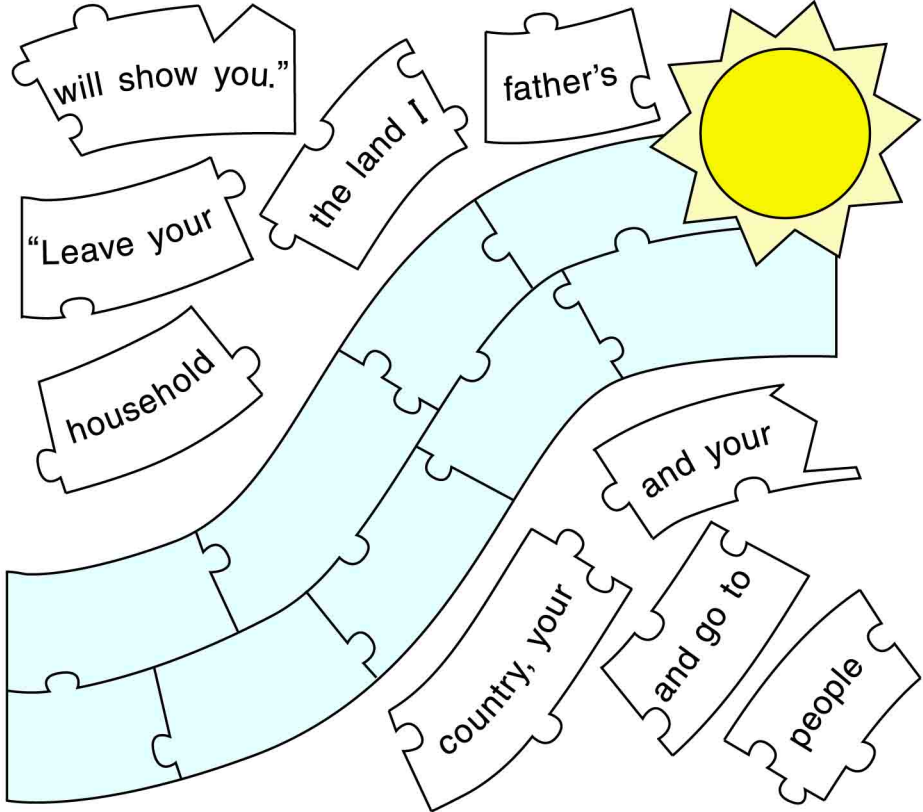 will show you.”
the land I
father’s
“Leave your
household
and your
country, your
and go to
people